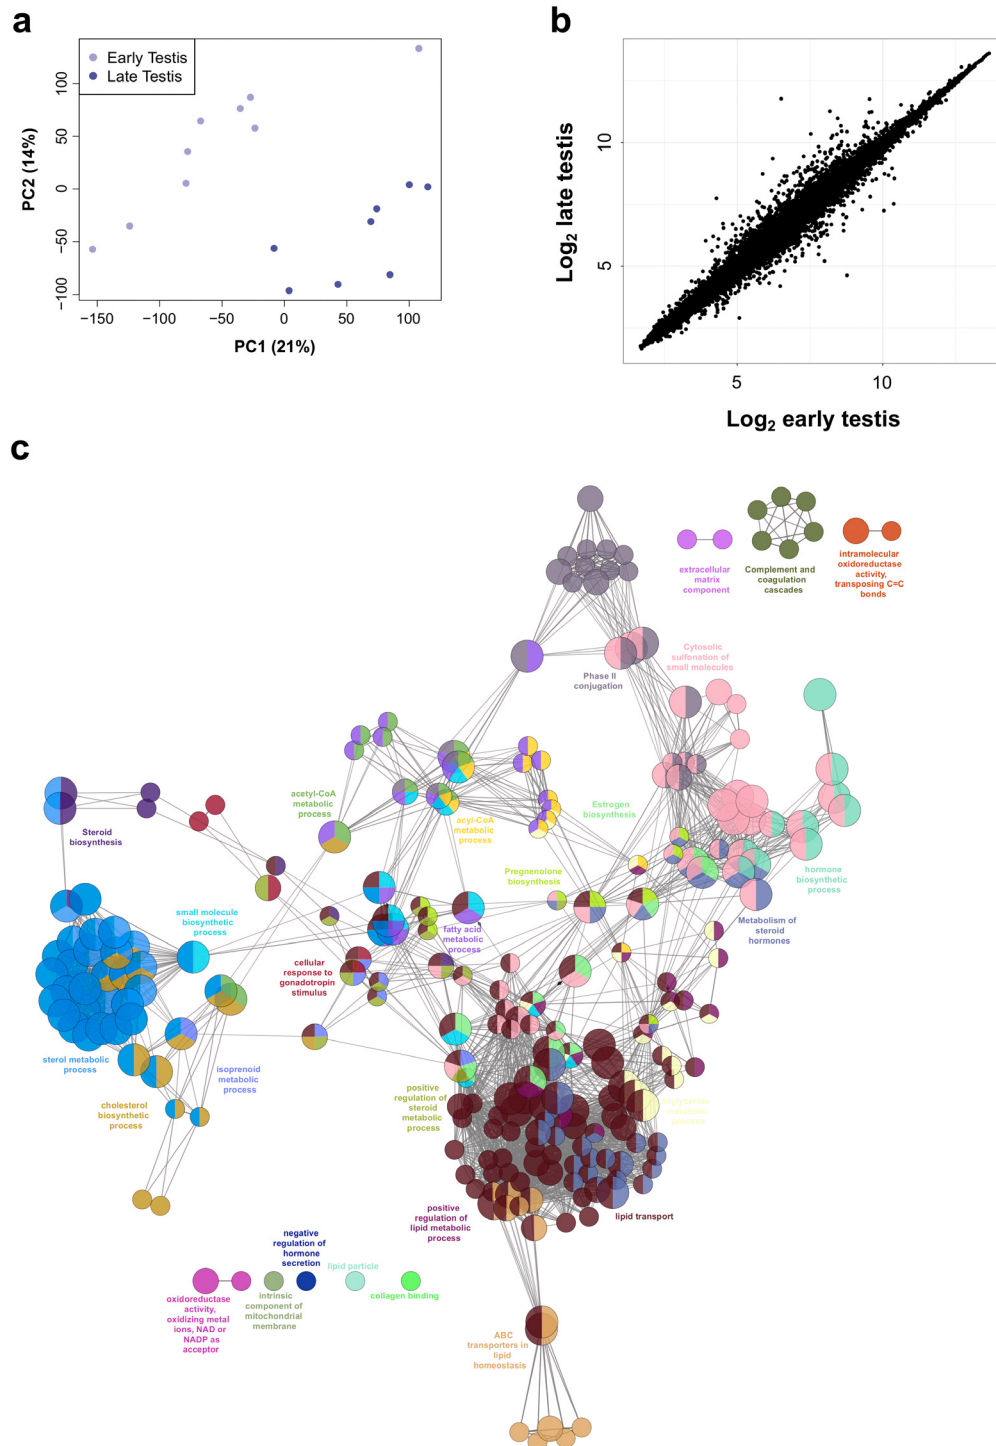 a
Early Testis
Late Testis
PC2 (14%)
100
50
0
−50
−100
−150
−100
−50
0
50
100
PC1 (21%)
b
Log2 late testis
10
5
5
10
Log2 early testis
c
extracellular
matrix
component
Complement and
coagulation
cascades
intramolecular
oxidoreductase
activity,
transposing C=C
bonds
Phase II
conjugation
Cytosolic
sulfonation of
small molecules
acetyl-CoA
metabolic
process
acyl-CoA
metabolic
process
Estrogen
biosynthesis
Steroid
biosynthesis
Pregnenolone
biosynthesis
hormone
biosynthetic
process
small molecule
biosynthetic
process
fatty acid
metabolic
process
Metabolism of
steroid
hormones
cellular
response to
gonadotropin
stimulus
sterol metabolic
process
isoprenoid
metabolic
process
cholesterol
biosynthetic
process
positive
regulation of
steroid
metabolic
process
process
positive
regulation of
lipid metabolic
process
lipid transport
negative
regulation of
hormone
secretion
lipid particle
oxidoreductase
activity,
oxidizing metal
ions, NAD or
NADP as
acceptor
intrinsic
component of
mitochondrial
membrane
collagen binding
ABC
transporters in
lipid
homeostasis